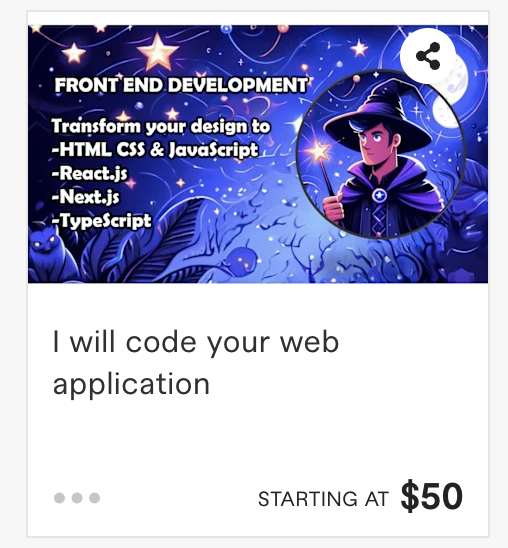 FRONT END DEVELOPMENT
Transform your design to
-HTML CSS & JavaScript
-React.js
-Next.js
-TypeScript
I will code your web
application
STARTING AT $50